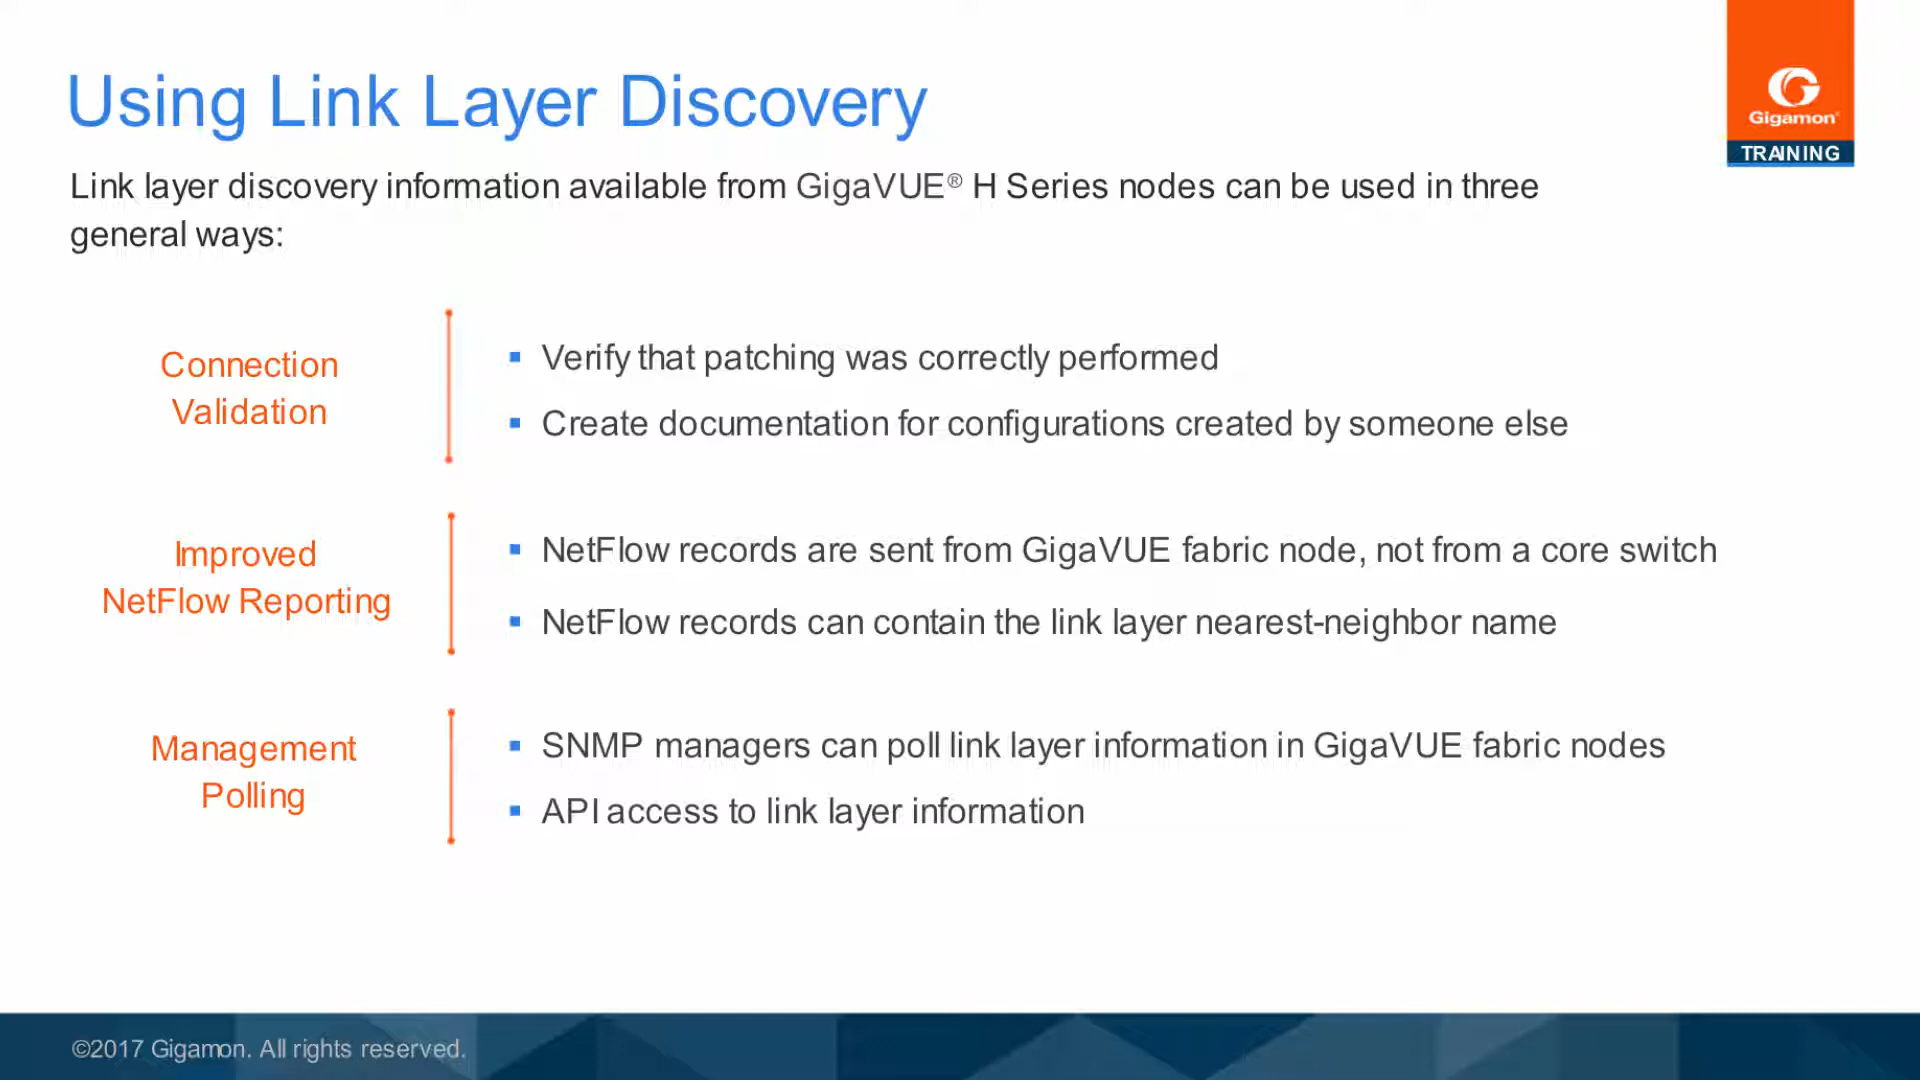 Using Link Layer Discovery
Gigamon®
TRAINING
Link layer discovery information available from GigaVUE® H Series nodes can be used in three
general ways:
Connection
Validation
▪ Verify that patching was correctly performed
▪ Create documentation for configurations created by someone else
Improved
NetFlow Reporting
▪ NetFlow records are sent from GigaVUE fabric node, not from a core switch
▪ NetFlow records can contain the link layer nearest-neighbor name
Management
Polling
▪ SNMP managers can poll link layer information in GigaVUE fabric nodes
▪ API access to link layer information
©2017 Gigamon. All rights reserved.